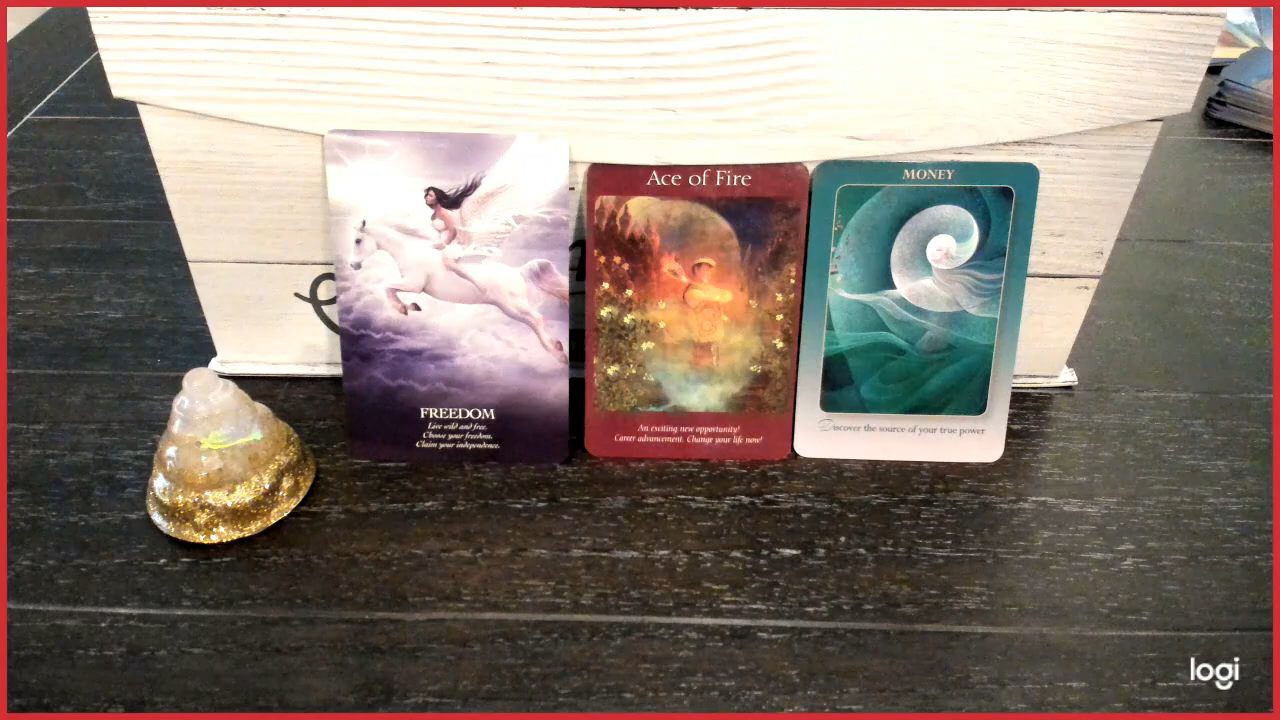 FREEDOM
Live wild and free.
Choose your freedom.
Claim your independence.
Ace of Fire
An exciting new opportunity!
Career advancement. Change your life now!
MONEY
Discover the source of your true power
logi